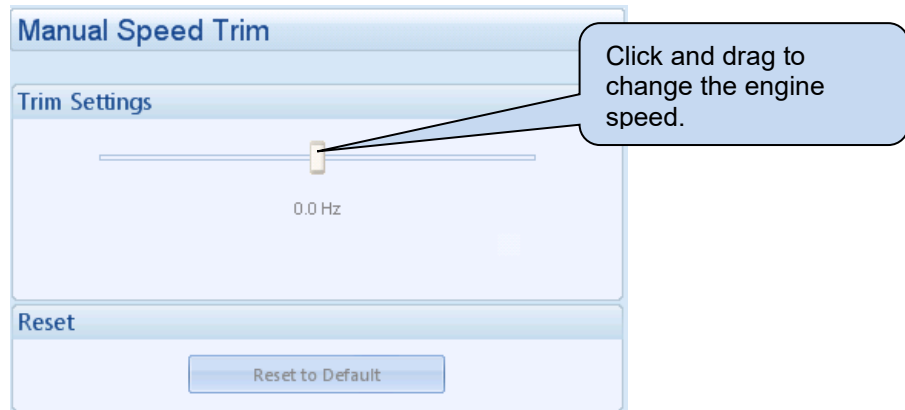 Manual Speed Trim
Click and drag to
change the engine
speed.
Trim Settings
0.0 Hz
Reset
Reset to Default